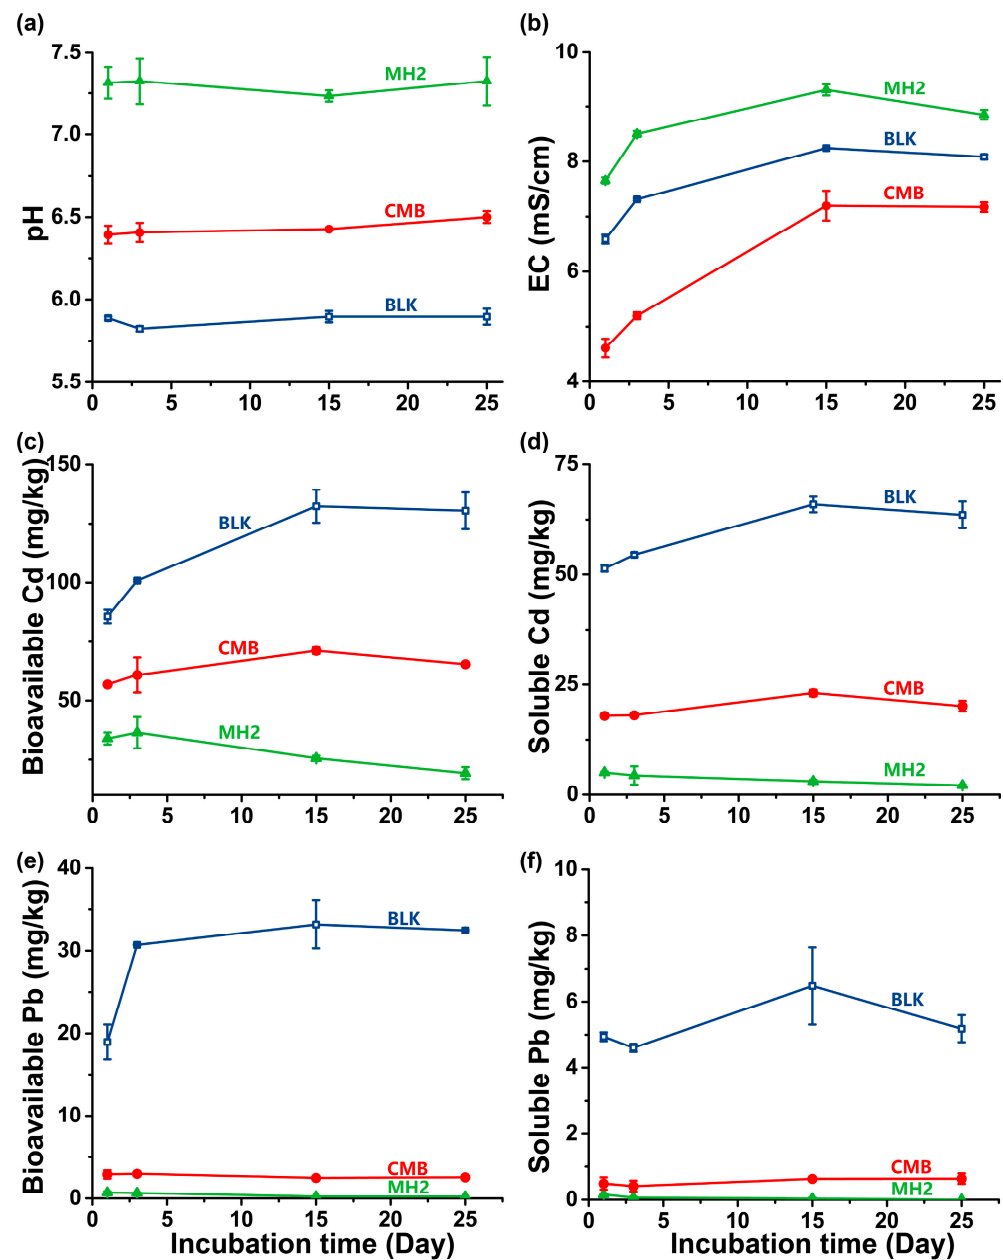 (a)
pH
7.5
7.0
6.5
6.0
5.5
MH2
CMB
BLK
0 5 10 15 20 25
(b)
EC (mS/cm)
10
8
6
4
MH2
BLK
CMB
0 5 10 15 20 25
(c)
Bioavailable Cd (mg/kg)
150
100
50
BLK
CMB
MH2
0 5 10 15 20 25
(d)
Soluble Cd (mg/kg)
75
50
25
0
BLK
CMB
MH2
0 5 10 15 20 25
(e)
Bioavailable Pb (mg/kg)
40
30
20
10
0
BLK
CMB
MH2
0 5 10 15 20 25
Incubation time (Day)
(f)
Soluble Pb (mg/kg)
10
8
6
4
2
0
BLK
CMB
MH2
0 5 10 15 20 25
Incubation time (Day)